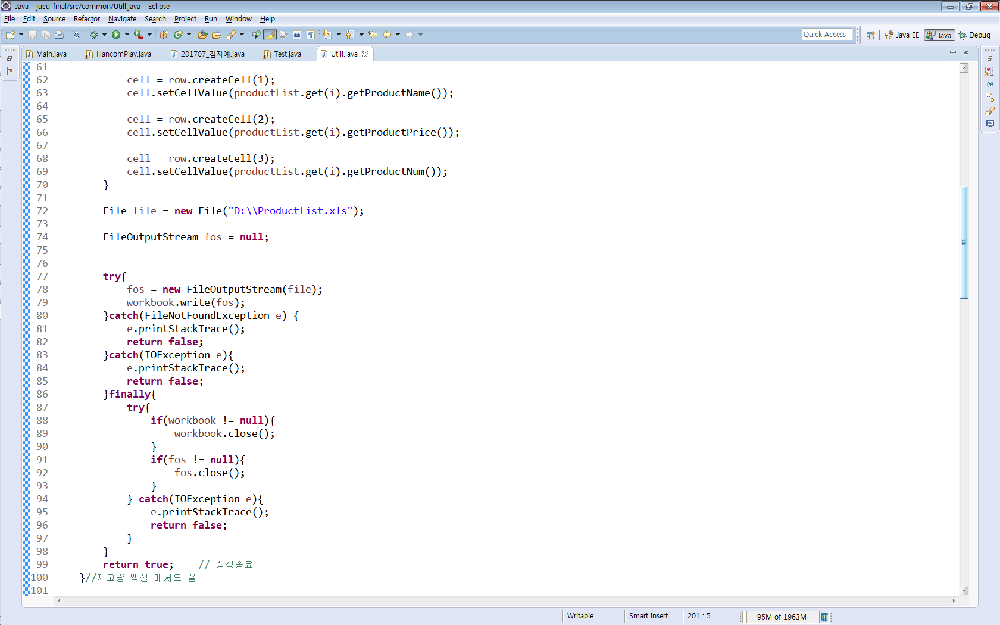 Java - jucu_final/src/common/Utill.java - Eclipse
File Edit Source Refactor Navigate Search Project Run Window Help
Quick Access Java EE Java Debug
Main.java HancomPlay.java 201707_김지예.java Test.java Utill.java
61
62 cell = row.createCell(1);
63 cell.setCellValue(productList.get(i).getProductName());
64
65 cell = row.createCell(2);
66 cell.setCellValue(productList.get(i).getProductPrice());
67
68 cell = row.createCell(3);
69 cell.setCellValue(productList.get(i).getProductNum());
70 }
71
72 File file = new File("D:\\ProductList.xls");
73
74 FileOutputStream fos = null;
75
76
77 try{
78 fos = new FileOutputStream(file);
79 workbook.write(fos);
80 }catch(FileNotFoundException e) {
81 e.printStackTrace();
82 return false;
83 }catch(IOException e){
84 e.printStackTrace();
85 return false;
86 }finally{
87 try{
88 if(workbook != null){
89 workbook.close();
90 }
91 if(fos != null){
92 fos.close();
93 }
94 } catch(IOException e){
95 e.printStackTrace();
96 return false;
97 }
98 }
99 return true; // 정상종료
100 }//재고량 엑셀 매서드 끝
101
Writable Smart Insert 201 : 5 95M of 1963M